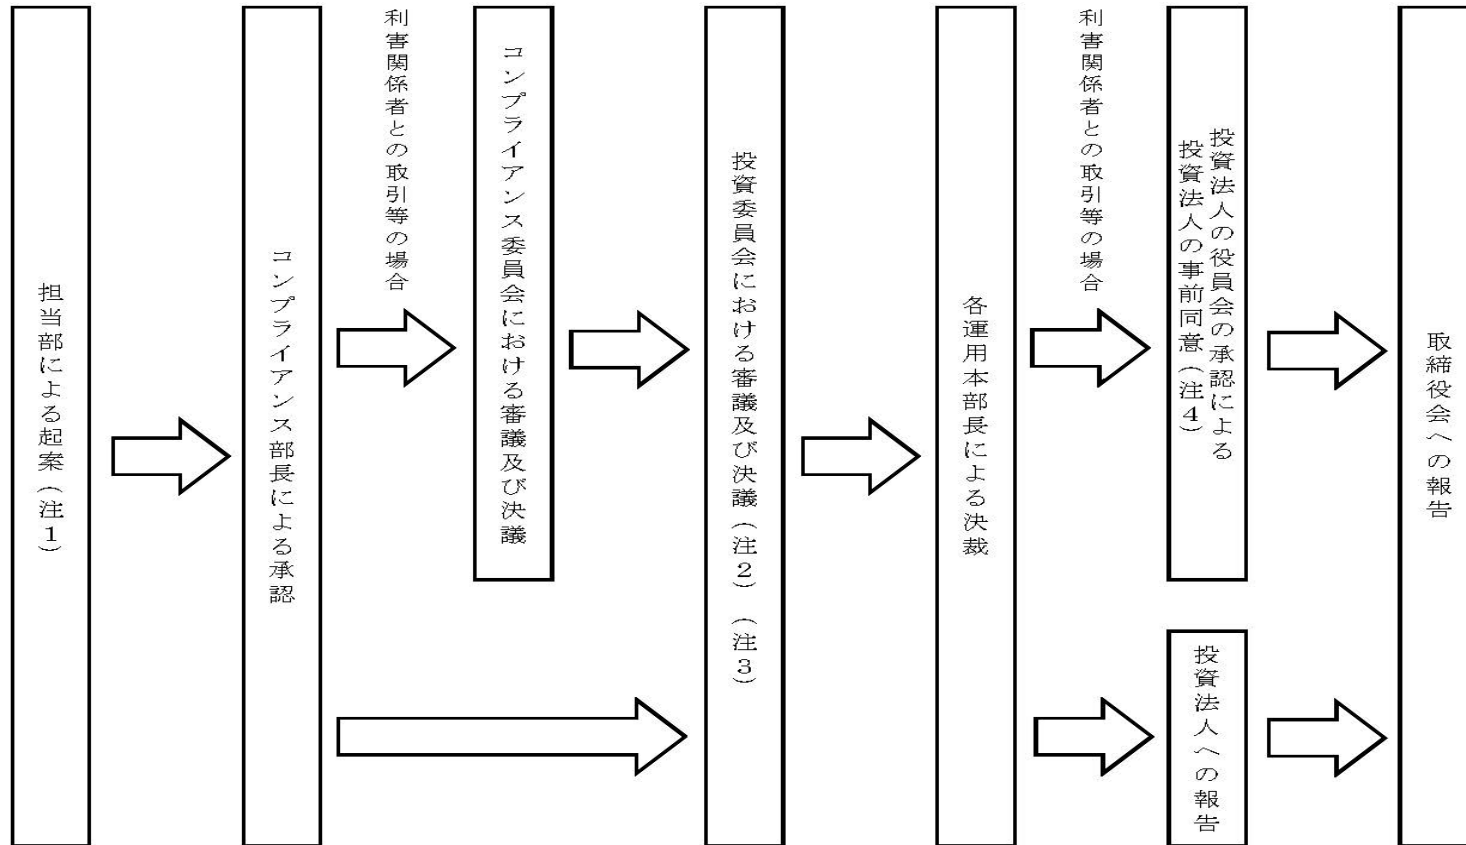 担当部による起案（注１）
コンプライアンス部長による承認
利害関係者との取引等の場合
コンプライアンス委員会における審議及び決議
投資委員会における審議及び決議（注２）（注３）
各運用本部長による決裁
利害関係者との取引等の場合
投資法人の役員会の承認による
投資法人の事前同意（注４）
投資法人への報告
取締役会への報告